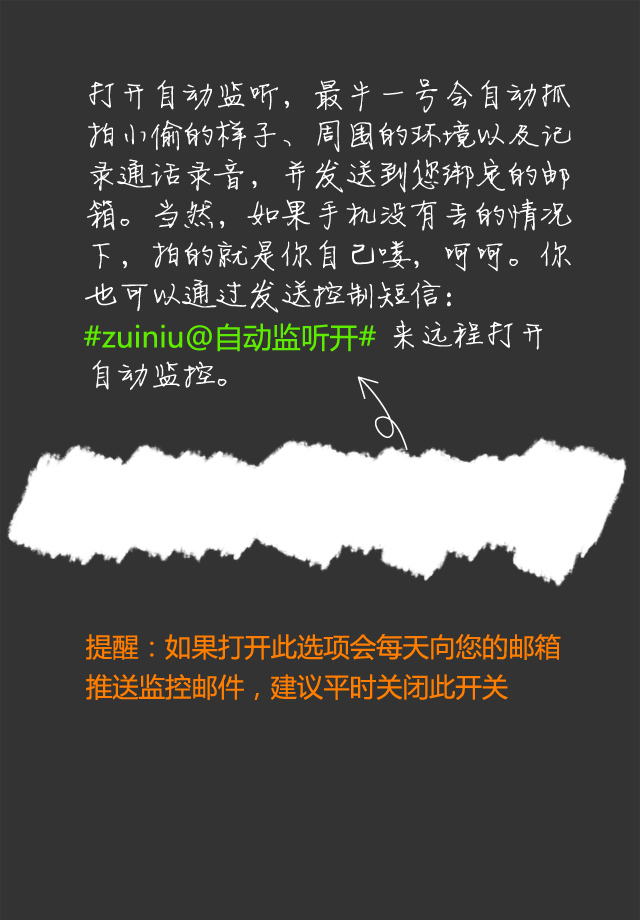 打开自动监听，最牛一号会自动抓
拍小偷的样子、周围的环境以及记
录通话录音，并发送到您绑定的邮
箱。当然，如果手机没有丢的情况
下，拍的就是你自己喽，呵呵。你
也可以通过发送控制短信：
#zuiniu@自动监听开# 来远程打开
自动监控。
提醒：如果打开此选项会每天向您的邮箱
推送监控邮件，建议平时关闭此开关